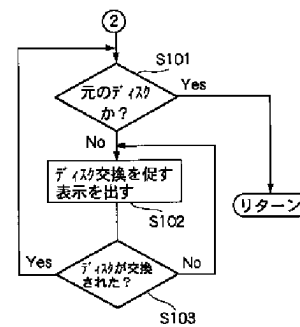 2
S101
元のディスク
か?
Yes
No
ディスク交換を促す
表示を出す
S102
リターン
Yes
ディスクが交換
された?
No
S103